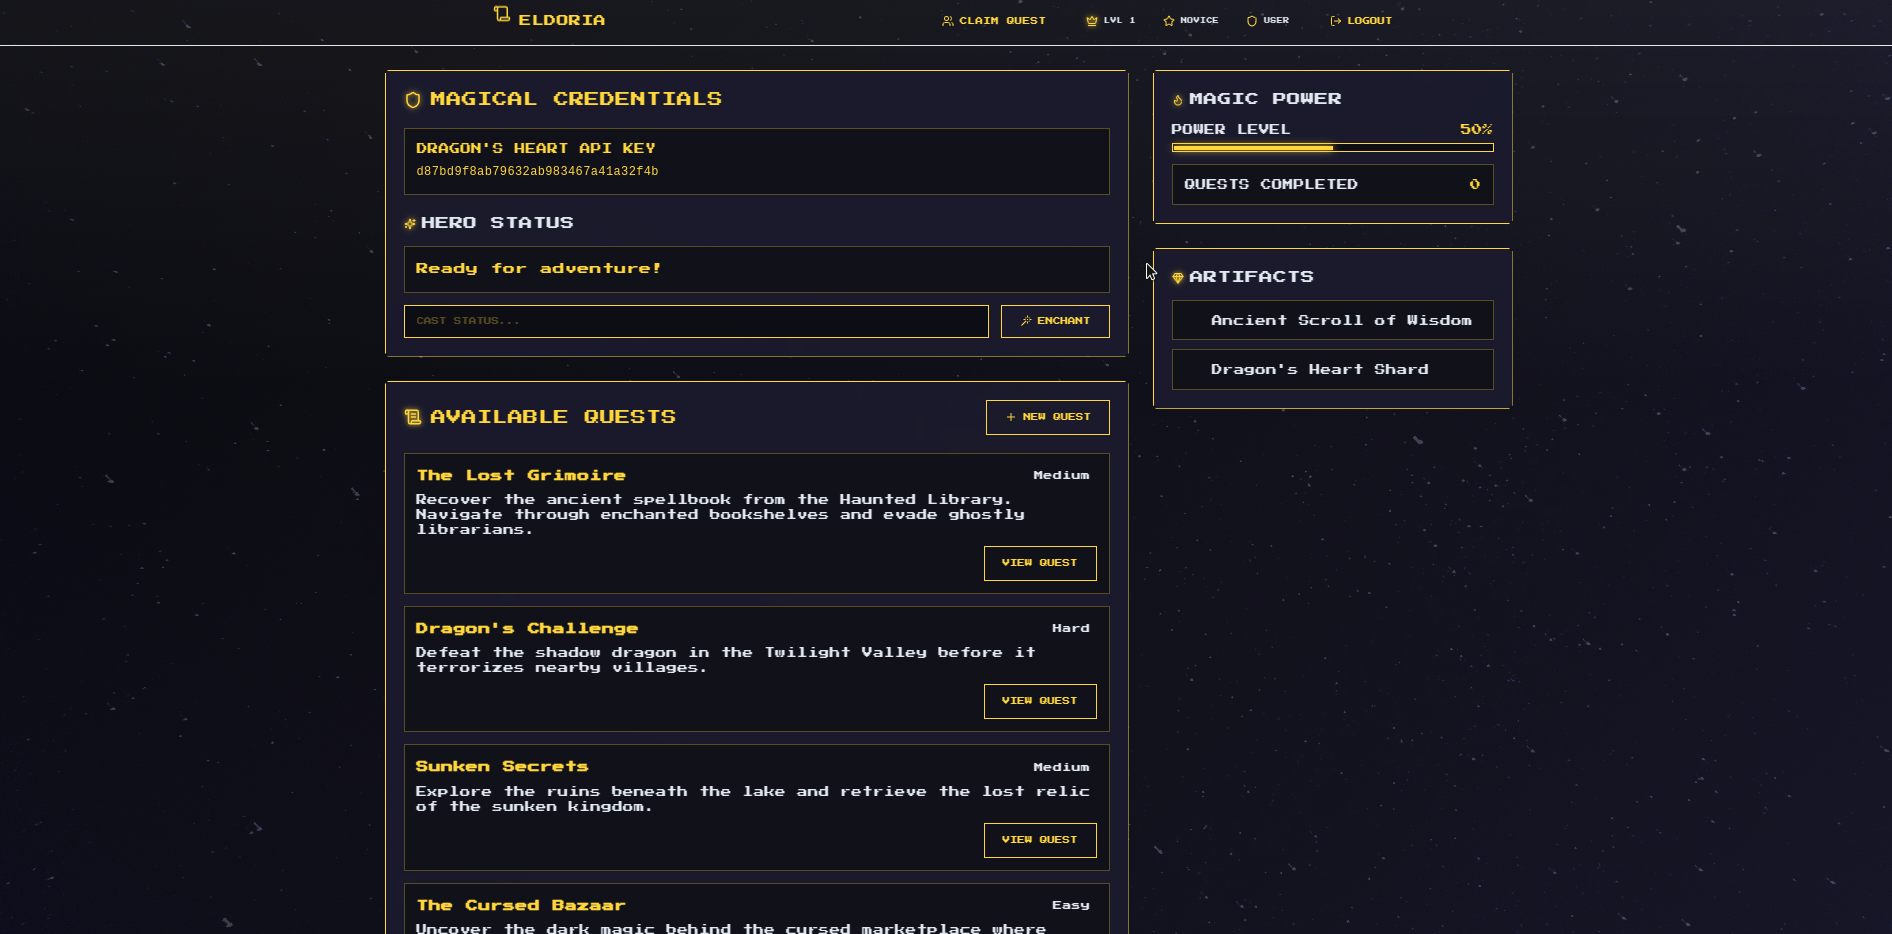 ELDORIA
CLAIM QUEST
LVL 1
NOVICE
USER
LOGOUT
MAGICAL CREDENTIALS
DRAGON'S HEART API KEY
d87bd9f8ab79632ab983467a41a32f4b
HERO STATUS
Ready for adventure!
CAST STATUS...
ENCHANT
AVAILABLE QUESTS
NEW QUEST
The Lost Grimoire
Medium
Recover the ancient spellbook from the Haunted Library.
Navigate through enchanted bookshelves and evade ghostly
librarians.
VIEW QUEST
Dragon's Challenge
Hard
Defeat the shadow dragon in the Twilight Valley before it
terrorizes nearby villages.
VIEW QUEST
Sunken Secrets
Medium
Explore the ruins beneath the lake and retrieve the lost relic
of the sunken kingdom.
VIEW QUEST
The Cursed Bazaar
Easy
Uncover the dark magic behind the cursed marketplace where
MAGIC POWER
POWER LEVEL
50%
QUESTS COMPLETED
0
ARTIFACTS
Ancient Scroll of Wisdom
Dragon's Heart Shard